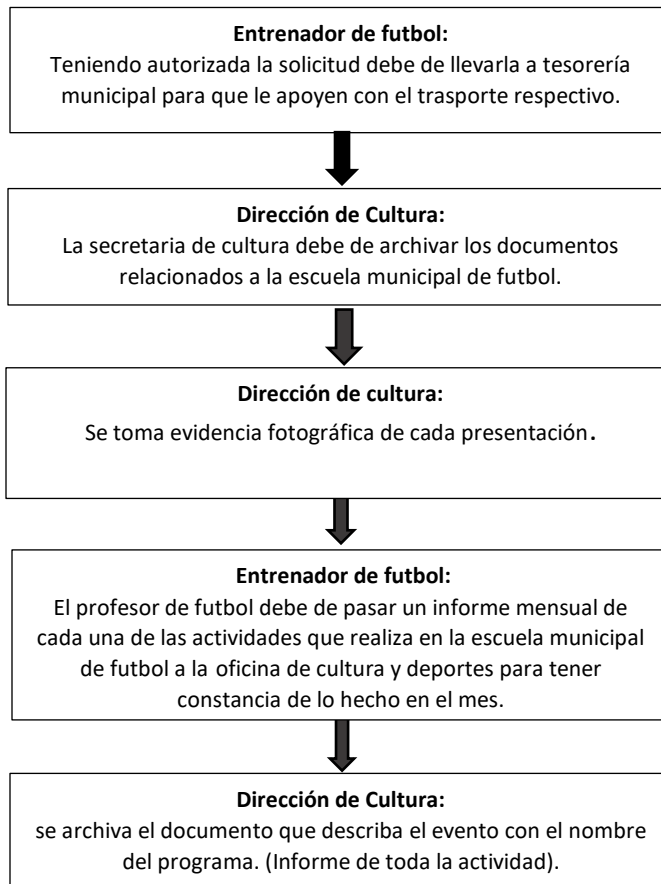 Entrenador de futbol:
Teniendo autorizada la solicitud debe de llevarla a tesorería
municipal para que le apoyen con el trasporte respectivo.
Dirección de Cultura:
La secretaria de cultura debe de archivar los documentos
relacionados a la escuela municipal de futbol.
Dirección de cultura:
Se toma evidencia fotográfica de cada presentación.
Entrenador de futbol:
El profesor de futbol debe de pasar un informe mensual de
cada una de las actividades que realiza en la escuela municipal
de futbol a la oficina de cultura y deportes para tener
constancia de lo hecho en el mes.
Dirección de Cultura:
se archiva el documento que describa el evento con el nombre
del programa. (Informe de toda la actividad).